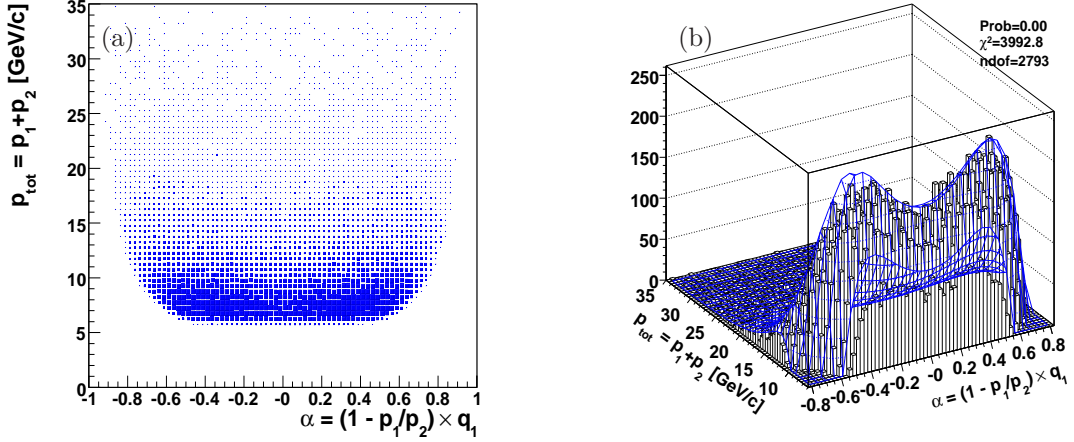 (a)
p_tot = p_1+p_2 [GeV/c]
35
30
25
20
15
10
5
0
-1 -0.8 -0.6 -0.4 -0.2 -0 0.2 0.4 0.6 0.8 1
α = (1 - p_1/p_2) × q_1
(b)
Prob=0.00
χ²=3992.8
ndof=2793
250
200
150
100
50
0
35
30
25
20
15
10
p_tot = p_1+p_2 [GeV/c]
-0.8 -0.6 -0.4 -0.2 -0 0.2 0.4 0.6 0.8
α = (1 - p_1/p_2) × q_1